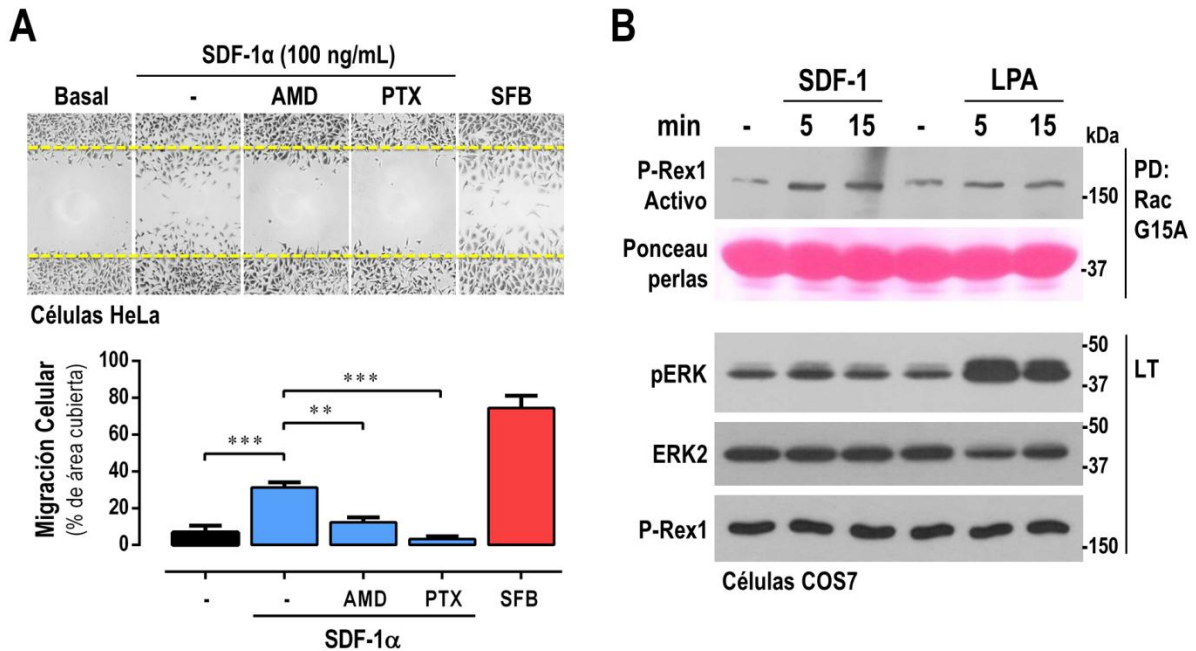 A
SDF-1α (100 ng/mL)
Basal - AMD PTX SFB
Células HeLa
Migración Celular
(% de área cubierta)
100
80
60
40
20
0
***
**
***
- - AMD PTX SFB
SDF-1α
B
SDF-1 LPA
min - 5 15 - 5 15 kDa
P-Rex1
Activo
-150
PD:
Rac
G15A
Ponceau
perlas
-37
pERK
-50
-37
LT
ERK2
-50
-37
P-Rex1
-150
Células COS7